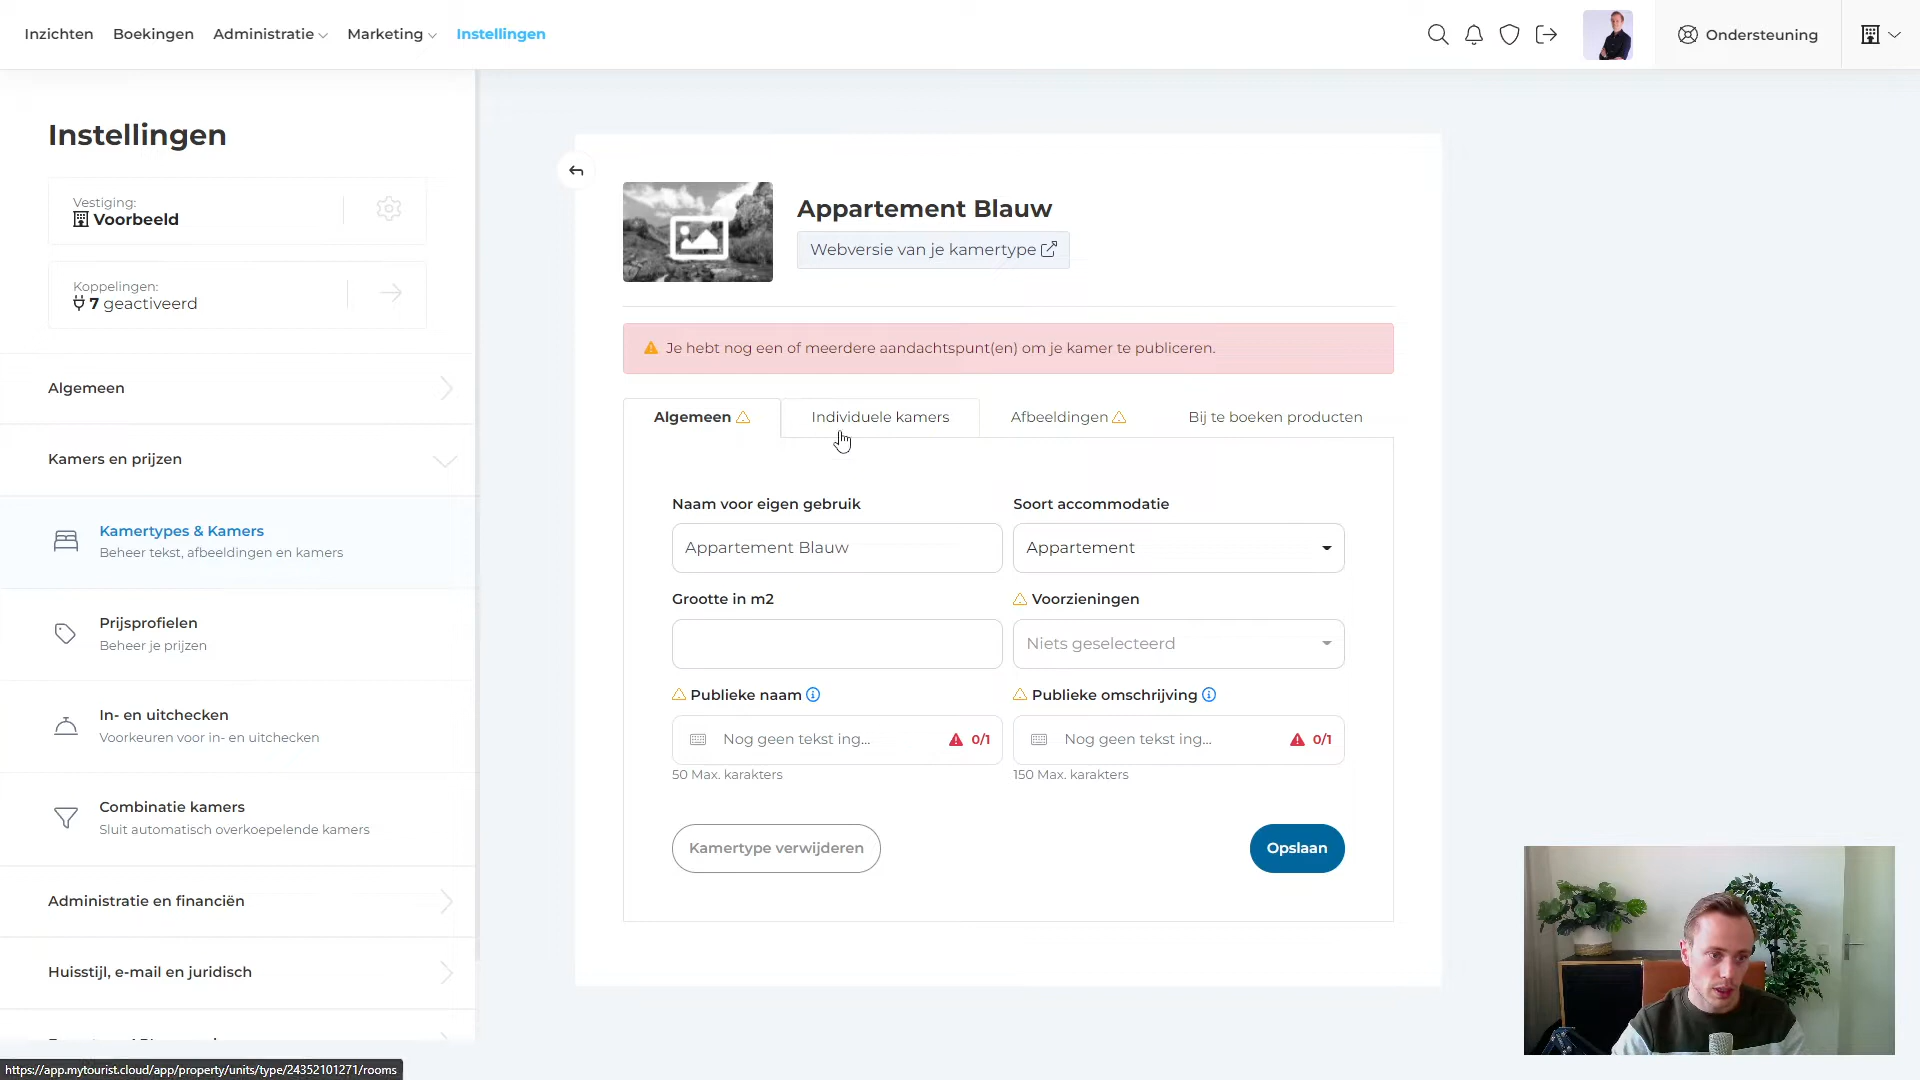 Inzichten
Boekingen
Administratie
Marketing
Instellingen
Ondersteuning
Instellingen
Vestiging:
Voorbeeld
Koppelingen:
7 geactiveerd
Algemeen
Kamers en prijzen
Kamertypes & Kamers
Beheer tekst, afbeeldingen en kamers
Prijsprofielen
Beheer je prijzen
In- en uitchecken
Voorkeuren voor in- en uitchecken
Combinatie kamers
Sluit automatisch overkoepelende kamers
Administratie en financiën
Huisstijl, e-mail en juridisch
Appartement Blauw
Webversie van je kamertype
Je hebt nog een of meerdere aandachtspunt(en) om je kamer te publiceren.
Algemeen
Individuele kamers
Afbeeldingen
Bij te boeken producten
Naam voor eigen gebruik
Soort accommodatie
Appartement Blauw
Appartement
Grootte in m2
Voorzieningen
Niets geselecteerd
Publieke naam
Publieke omschrijving
Nog geen tekst ing... 0/1
Nog geen tekst ing... 0/1
50 Max. karakters
150 Max. karakters
Kamertype verwijderen
Opslaan
https://app.mytourist.cloud/app/property/units/type/24352101271/rooms